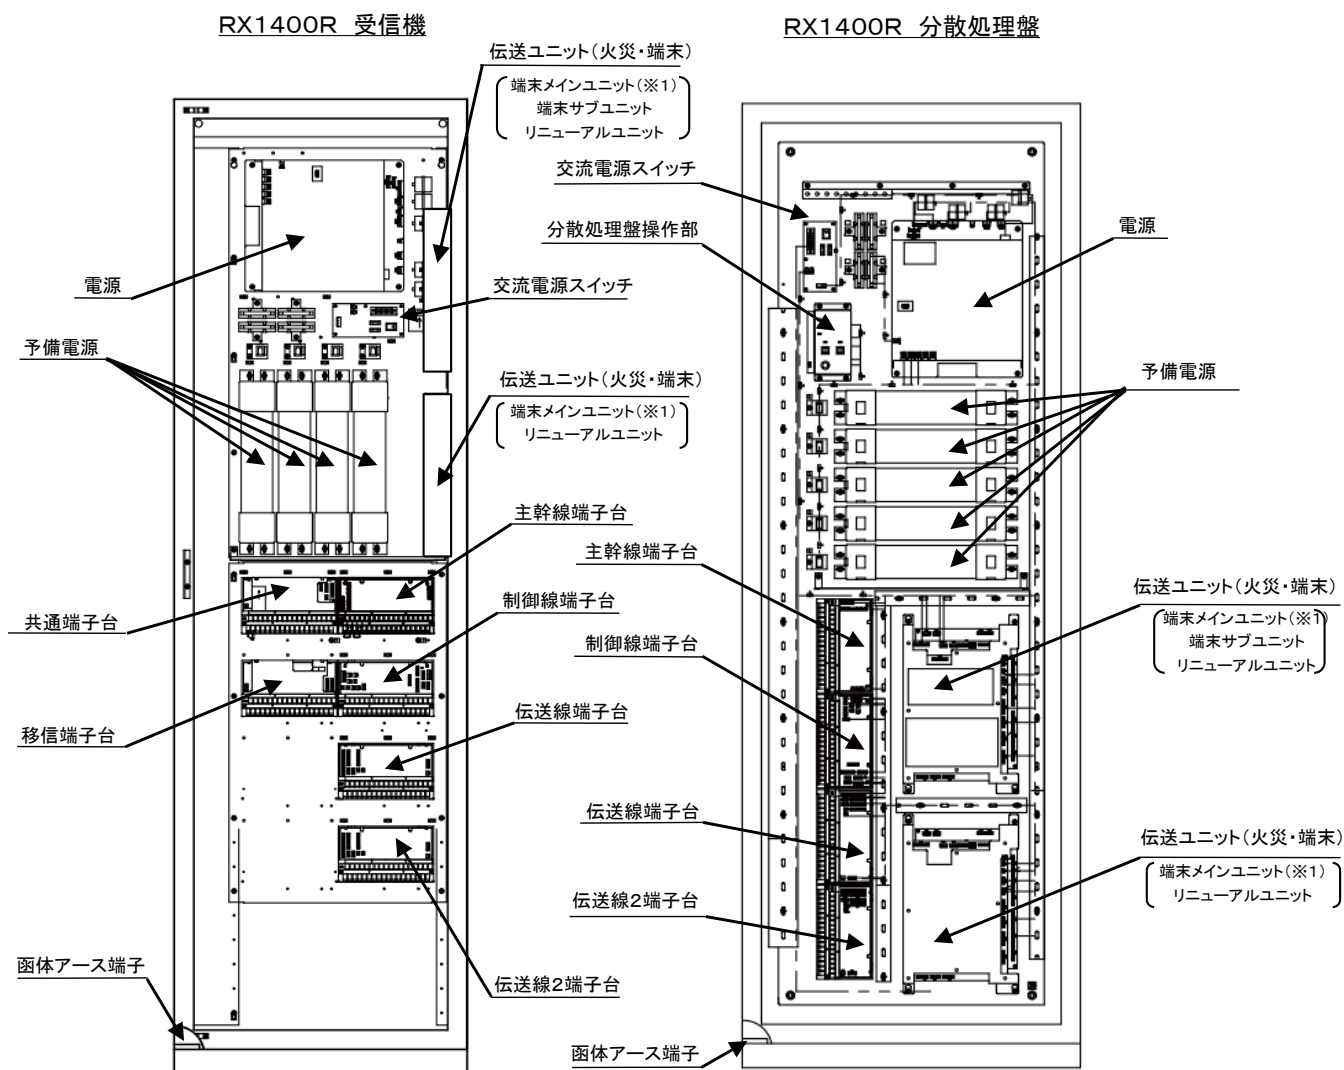 RX1400R 受信機
伝送ユニット(火災・端末)
端末メインユニット(※1)
端末サブユニット
リニューアルユニット
電源
交流電源スイッチ
予備電源
伝送ユニット(火災・端末)
端末メインユニット(※1)
リニューアルユニット
主幹線端子台
共通端子台
制御線端子台
移信端子台
伝送線端子台
伝送線2端子台
函体アース端子
RX1400R 分散処理盤
交流電源スイッチ
分散処理盤操作部
電源
予備電源
主幹線端子台
制御線端子台
伝送ユニット(火災・端末)
端末メインユニット(※1)
端末サブユニット
リニューアルユニット
伝送線端子台
伝送ユニット(火災・端末)
端末メインユニット(※1)
リニューアルユニット
伝送線2端子台
函体アース端子